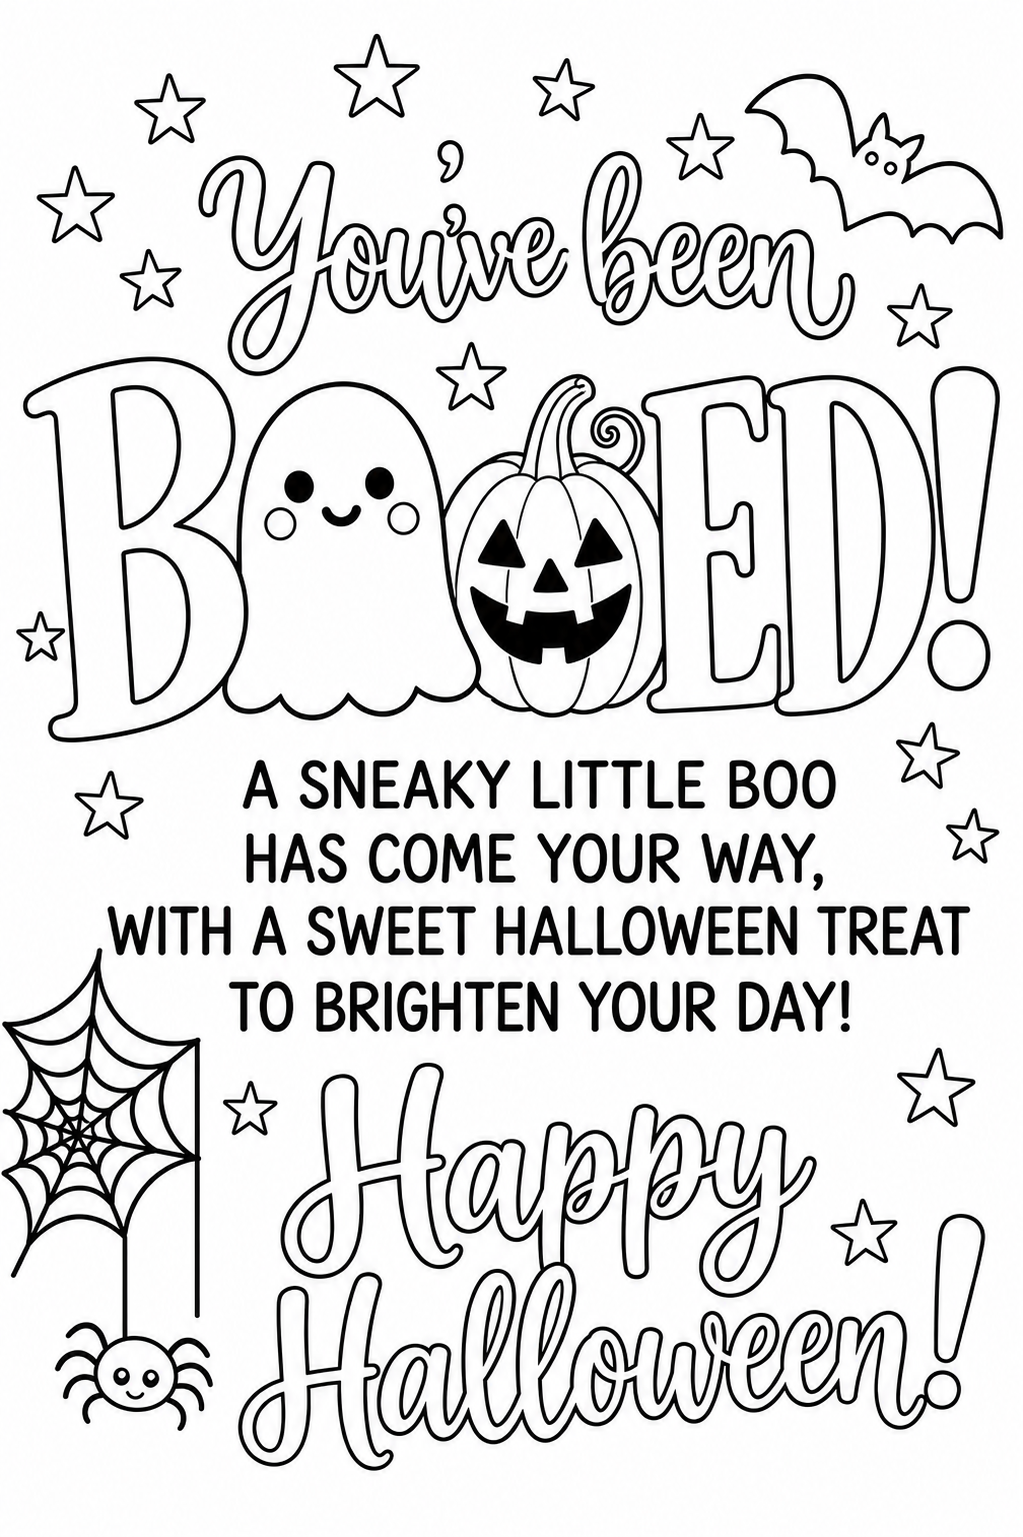 You've been
BOOED!
A SNEAKY LITTLE BOO
HAS COME YOUR WAY,
WITH A SWEET HALLOWEEN TREAT
TO BRIGHTEN YOUR DAY!
Happy
Halloween!